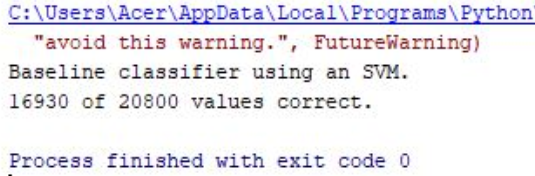 C:\Users\Acer\AppData\Local\Programs\Python\
"avoid this warning.", FutureWarning)
Baseline classifier using an SVM.
16930 of 20800 values correct.
Process finished with exit code 0